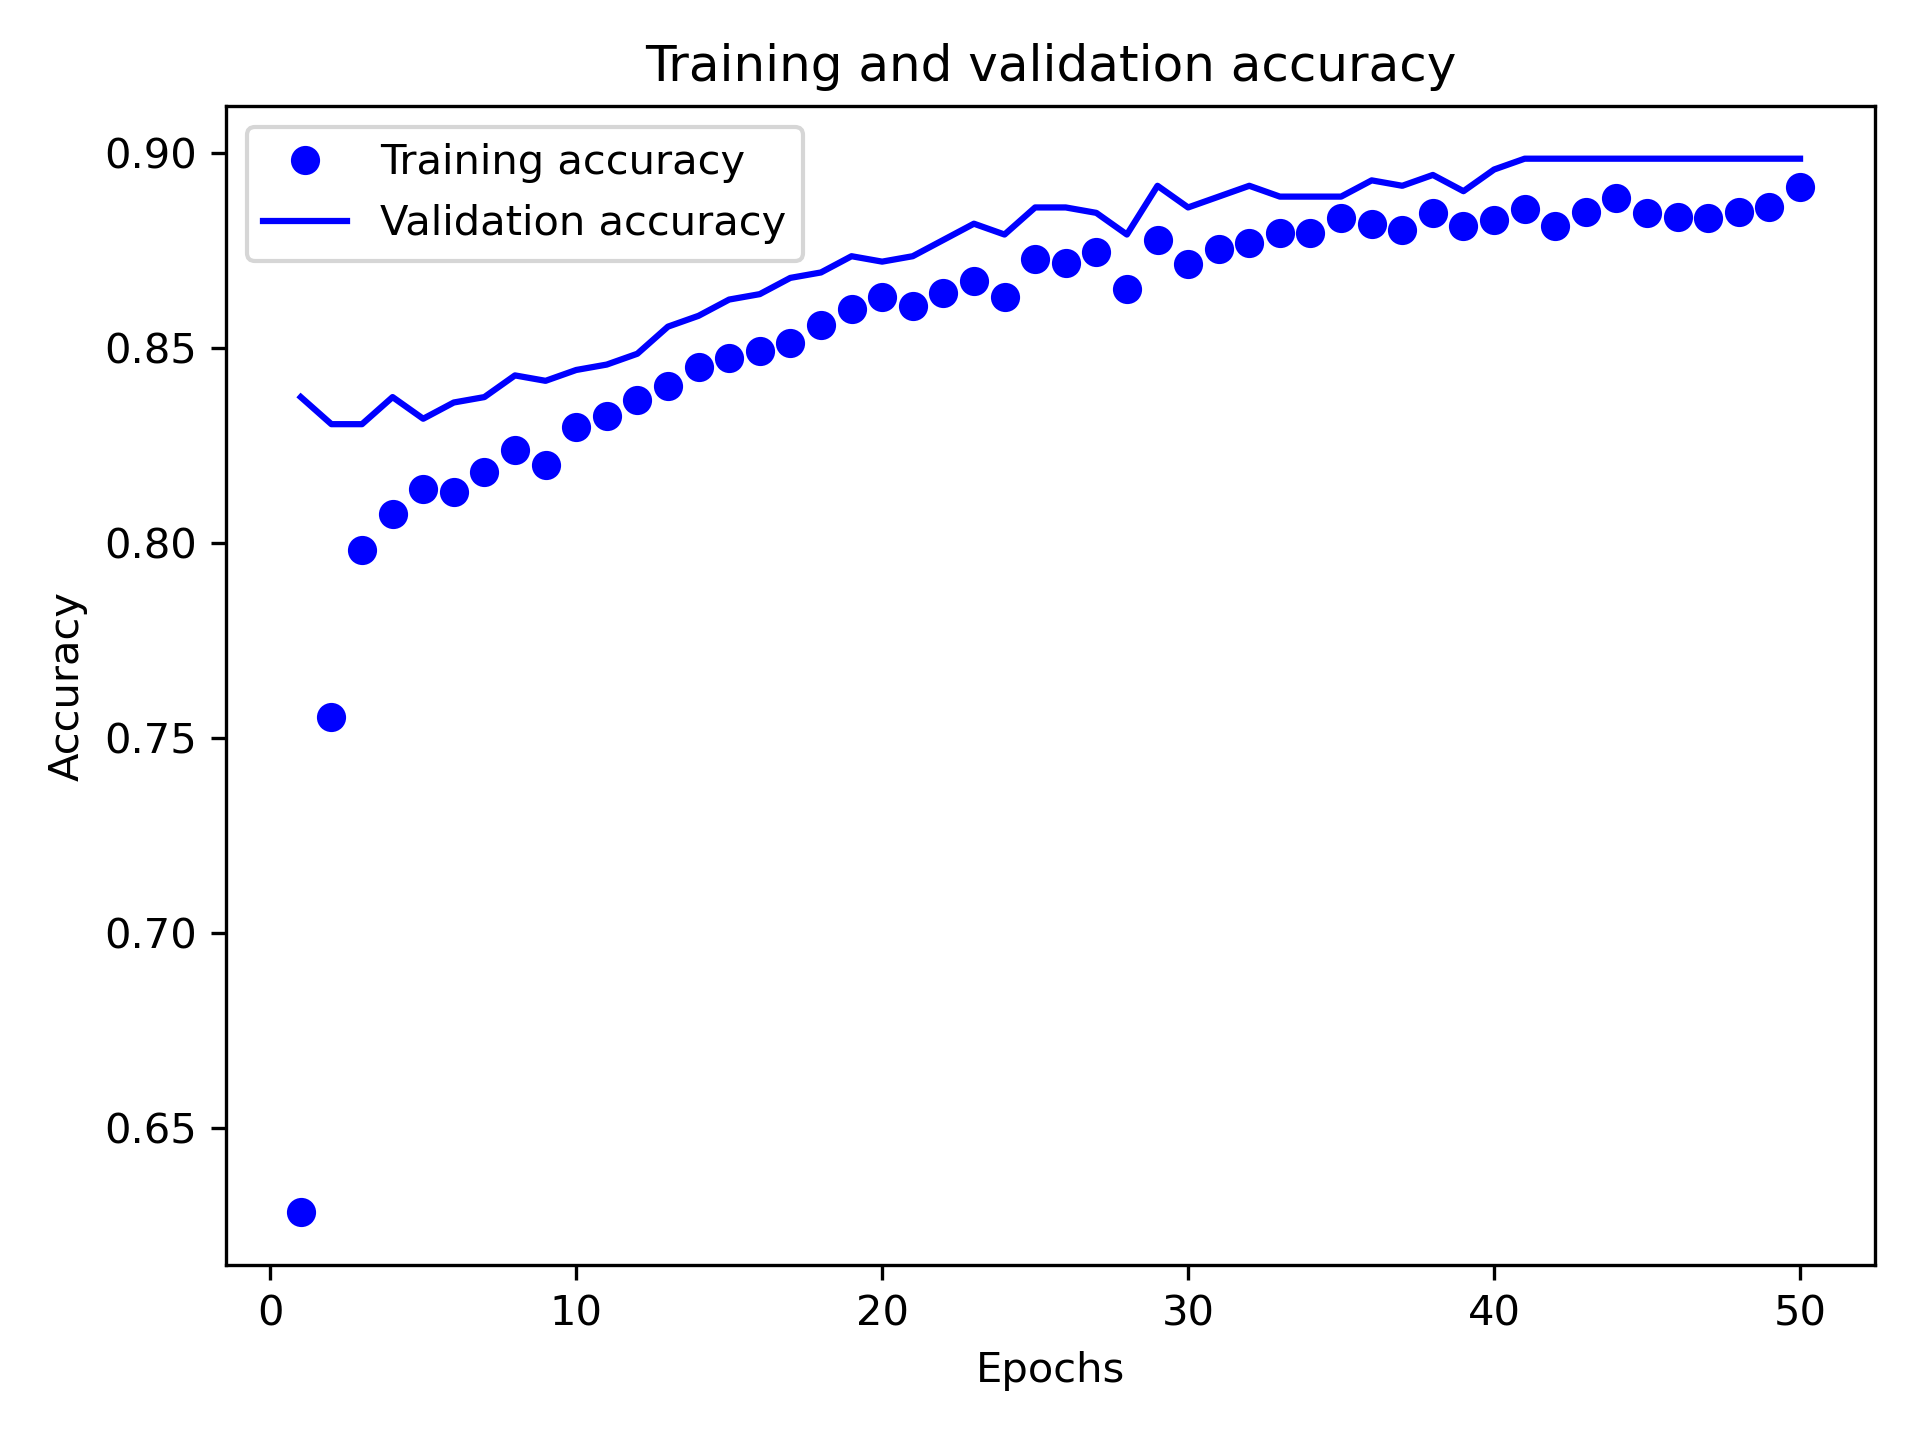 Training and validation accuracy
Training accuracy
Validation accuracy
0.90
0.85
0.80
0.75
0.70
0.65
Accuracy
0 10 20 30 40 50
Epochs